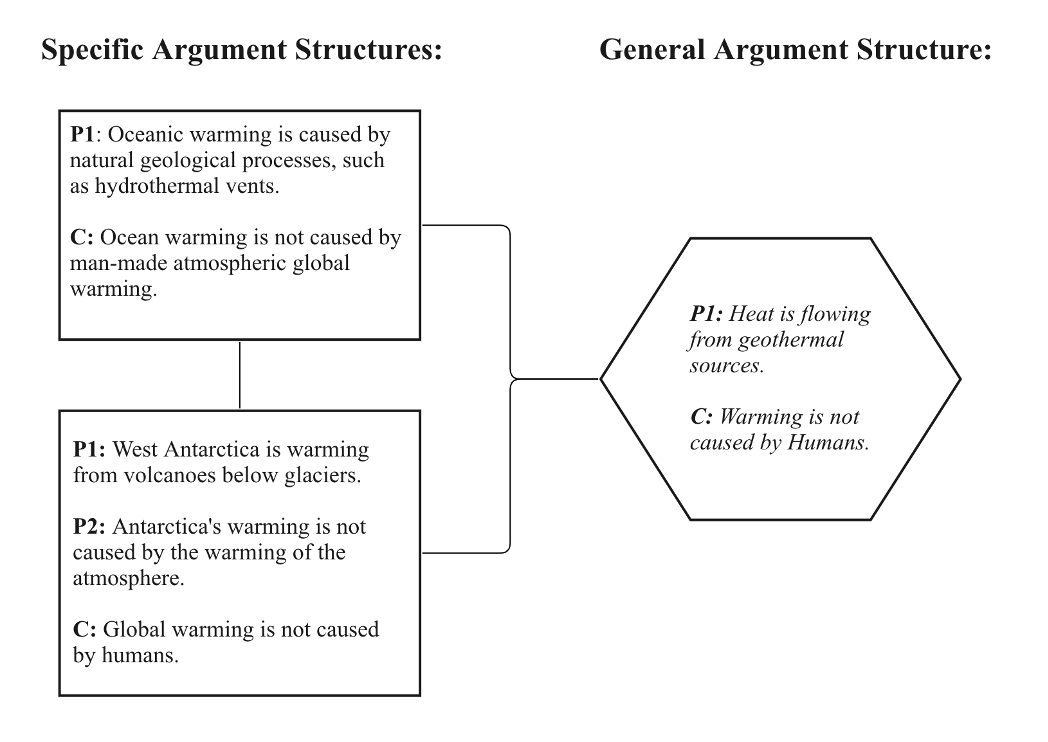 Specific Argument Structures:
General Argument Structure:
P1: Oceanic warming is caused by
natural geological processes, such
as hydrothermal vents.
C: Ocean warming is not caused by
man-made atmospheric global
warming.
P1: West Antarctica is warming
from volcanoes below glaciers.
P2: Antarctica's warming is not
caused by the warming of the
atmosphere.
C: Global warming is not caused
by humans.
P1: Heat is flowing
from geothermal
sources.
C: Warming is not
caused by Humans.